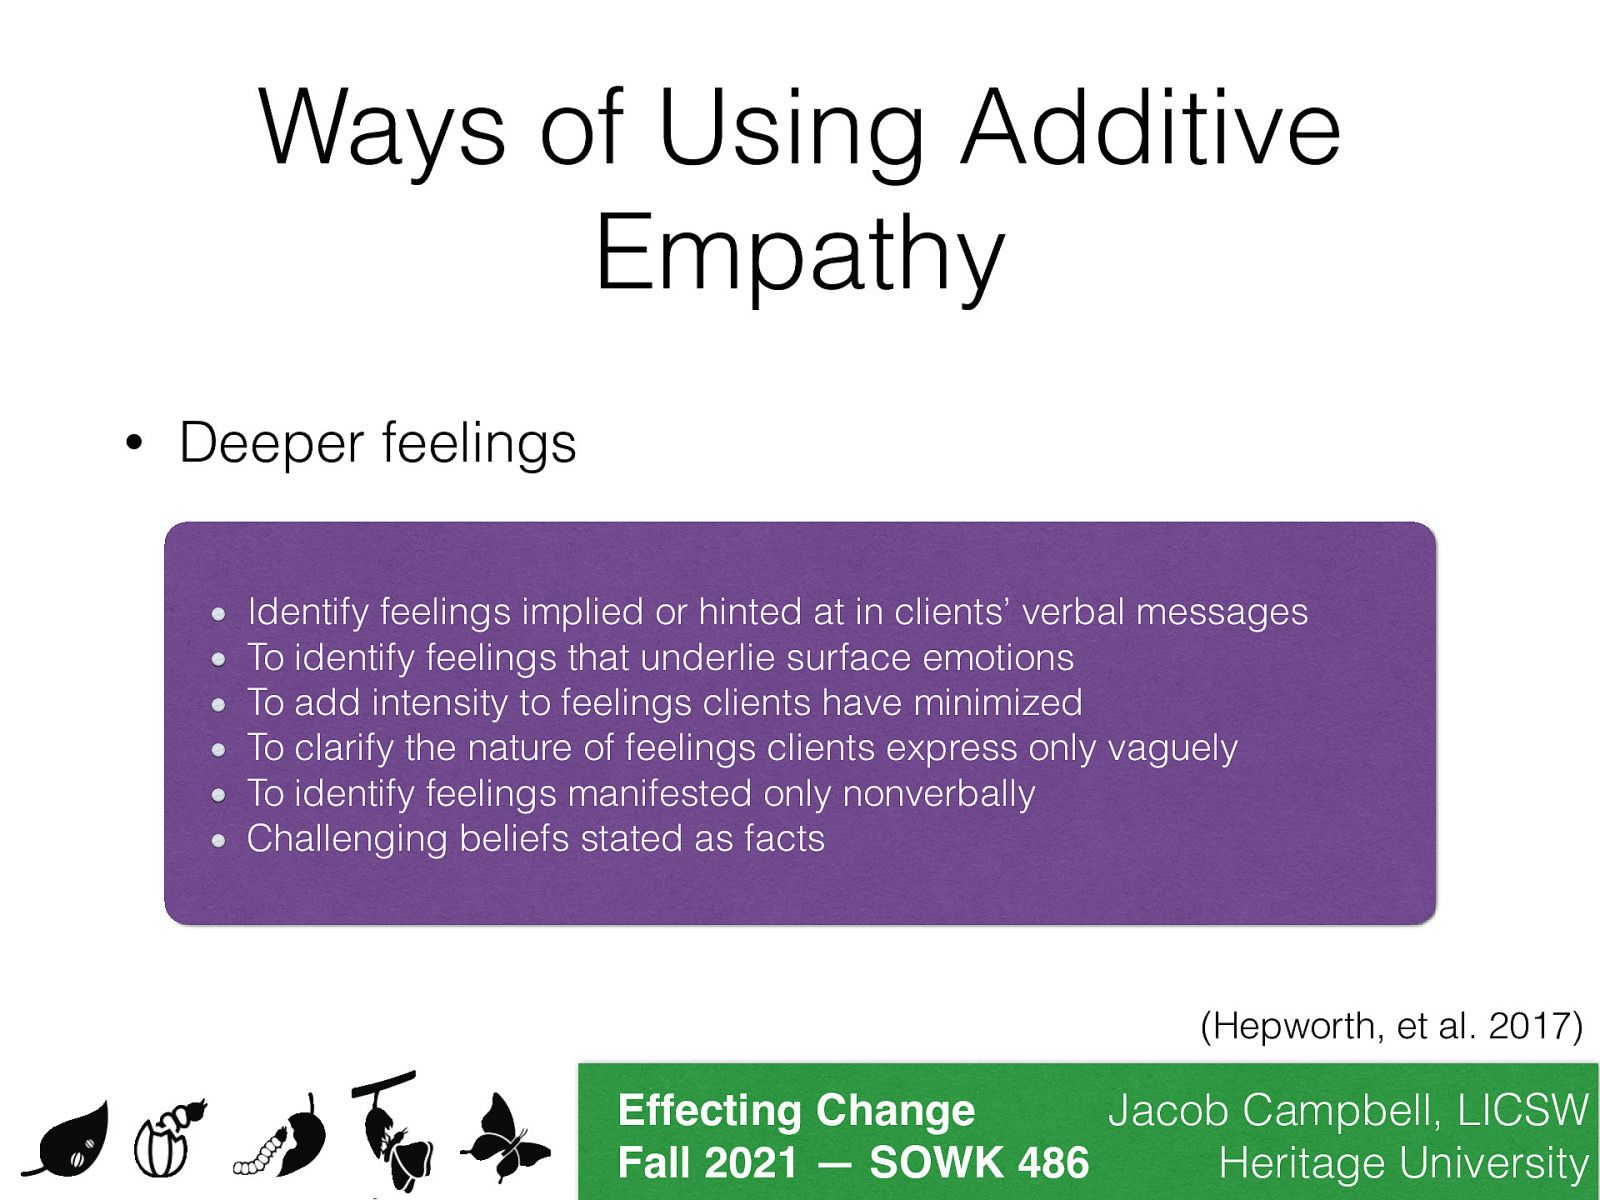 Ways of Using Additive
Empathy
• Deeper feelings
• Identify feelings implied or hinted at in clients’ verbal messages
• To identify feelings that underlie surface emotions
• To add intensity to feelings clients have minimized
• To clarify the nature of feelings clients express only vaguely
• To identify feelings manifested only nonverbally
• Challenging beliefs stated as facts
(Hepworth, et al. 2017)
Effecting Change Jacob Campbell, LICSW
Fall 2021 — SOWK 486 Heritage University